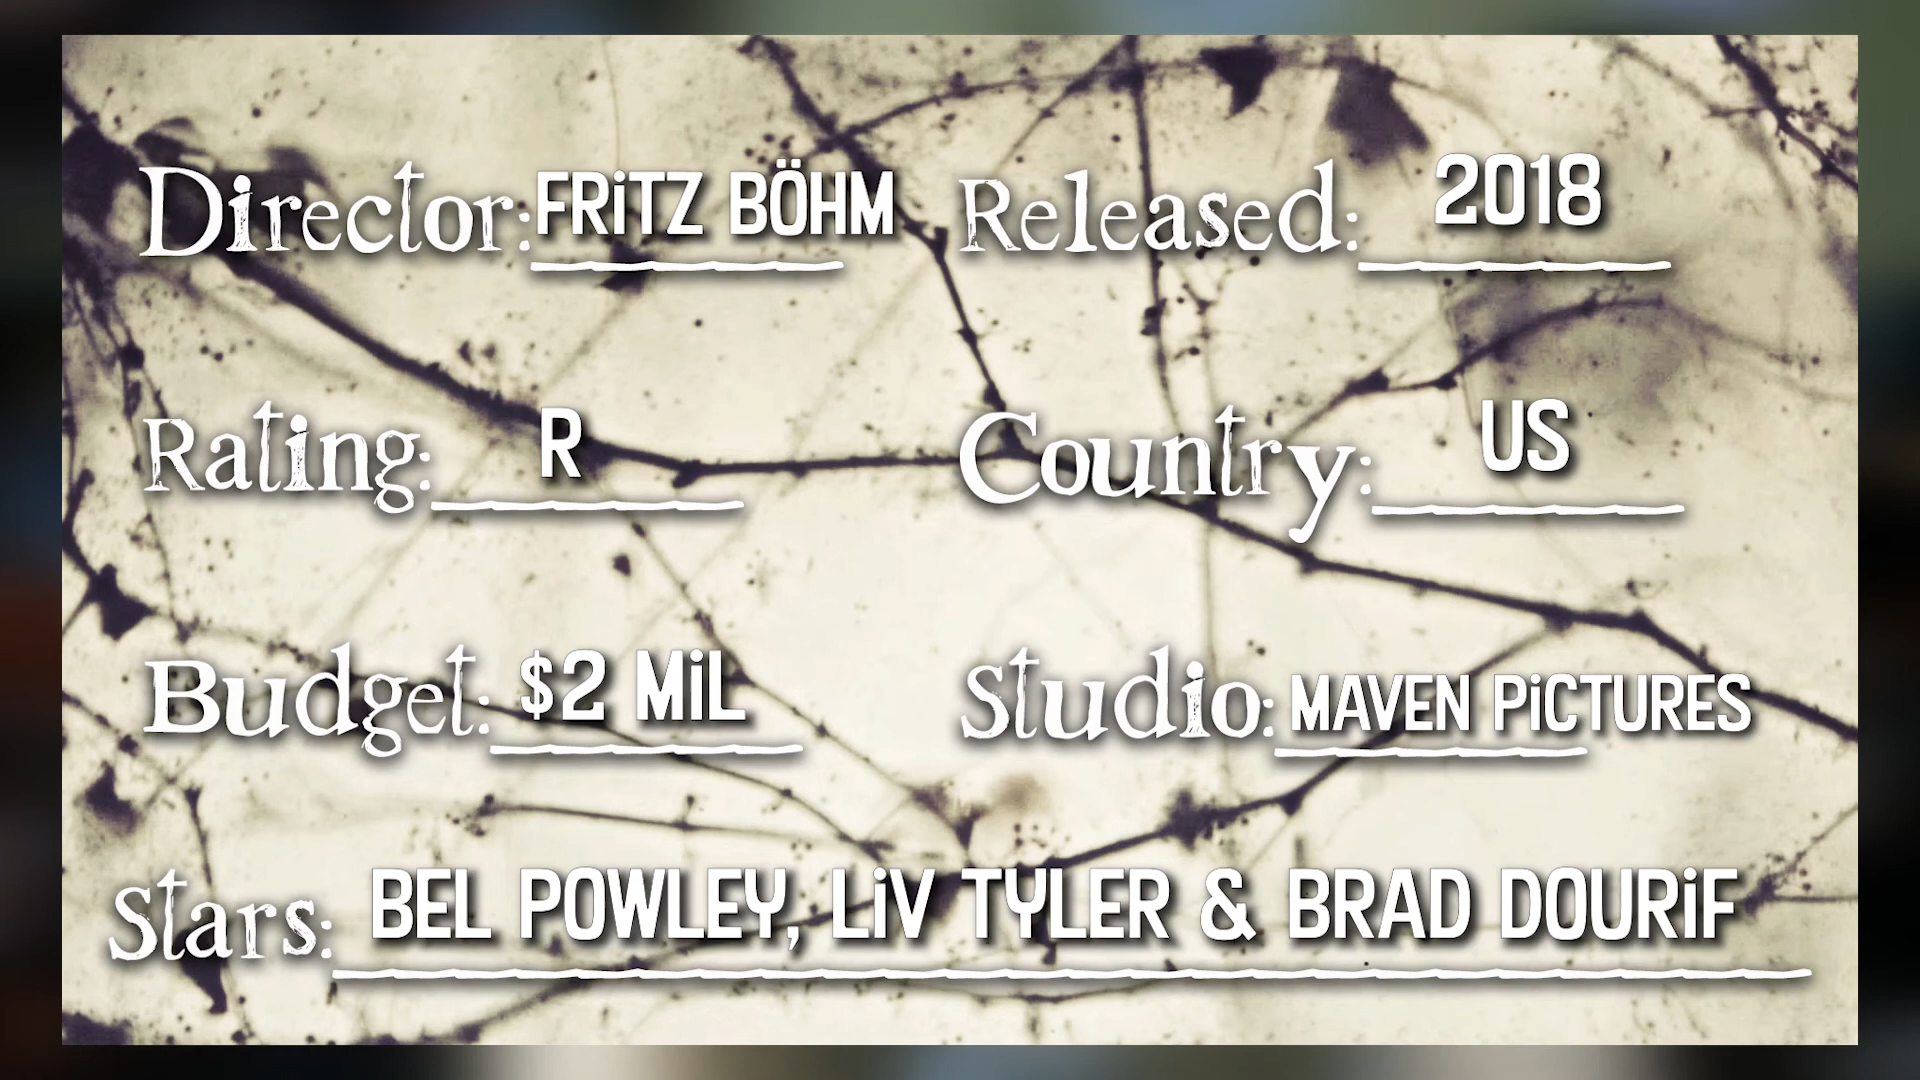 Director: FRiTZ BÖHM
Released: 2018
Rating: R
Country: US
Budget: $2 MiL
Studio: MAVEN PiCTURES
Stars: BEL POWLEY, LiV TYLER & BRAD DOURiF